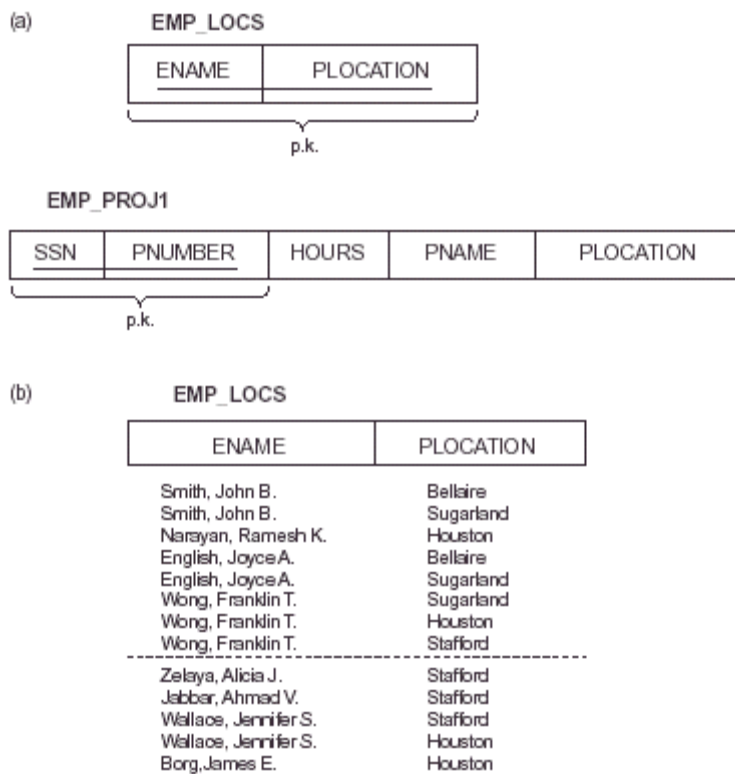 (a) EMP_LOCS
ENAME PLOCATION
p.k.
EMP_PROJ1
SSN PNUMBER HOURS PNAME PLOCATION
p.k.
(b) EMP_LOCS
ENAME PLOCATION
Smith, John B. Bellaire
Smith, John B. Sugarland
Narayan, Ramesh K. Houston
English, Joyce A. Bellaire
English, Joyce A. Sugarland
Wong, Franklin T. Sugarland
Wong, Franklin T. Houston
Wong, Franklin T. Stafford
Zelaya, Alicia J. Stafford
Jabbar, Ahmad V. Stafford
Wallace, Jennifer S. Stafford
Wallace, Jennifer S. Houston
Borg,James E. Houston